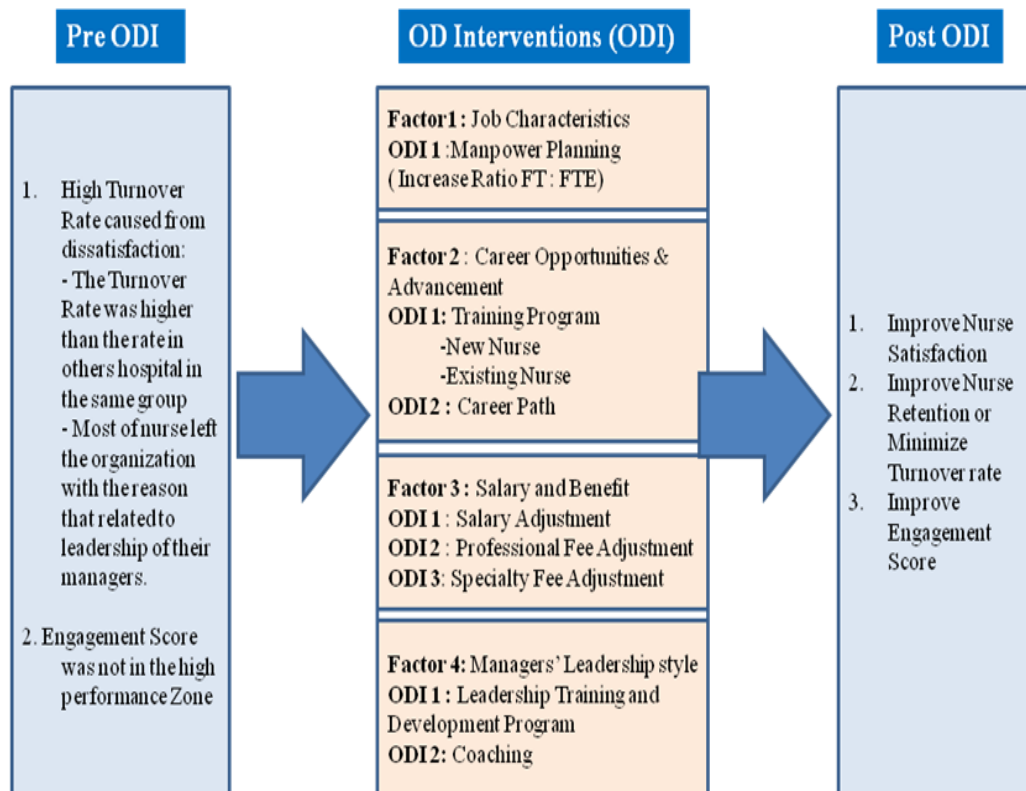 Pre ODI
1. High Turnover
Rate caused from
dissatisfaction:
- The Turnover
Rate was higher
than the rate in
others hospital in
the same group
- Most of nurse left
the organization
with the reason
that related to
leadership of their
managers.
2. Engagement Score
was not in the high
performance Zone
OD Interventions (ODI)
Factor1: Job Characteristics
ODI 1 :Manpower Planning
( Increase Ratio FT : FTE)
Factor 2 : Career Opportunities &
Advancement
ODI 1: Training Program
-New Nurse
-Existing Nurse
ODI 2 : Career Path
Factor 3 : Salary and Benefit
ODI 1 : Salary Adjustment
ODI 2 : Professional Fee Adjustment
ODI 3: Specialty Fee Adjustment
Factor 4: Managers’ Leadership style
ODI 1 : Leadership Training and
Development Program
ODI 2: Coaching
Post ODI
1. Improve Nurse
Satisfaction
2. Improve Nurse
Retention or
Minimize
Turnover rate
3. Improve
Engagement
Score